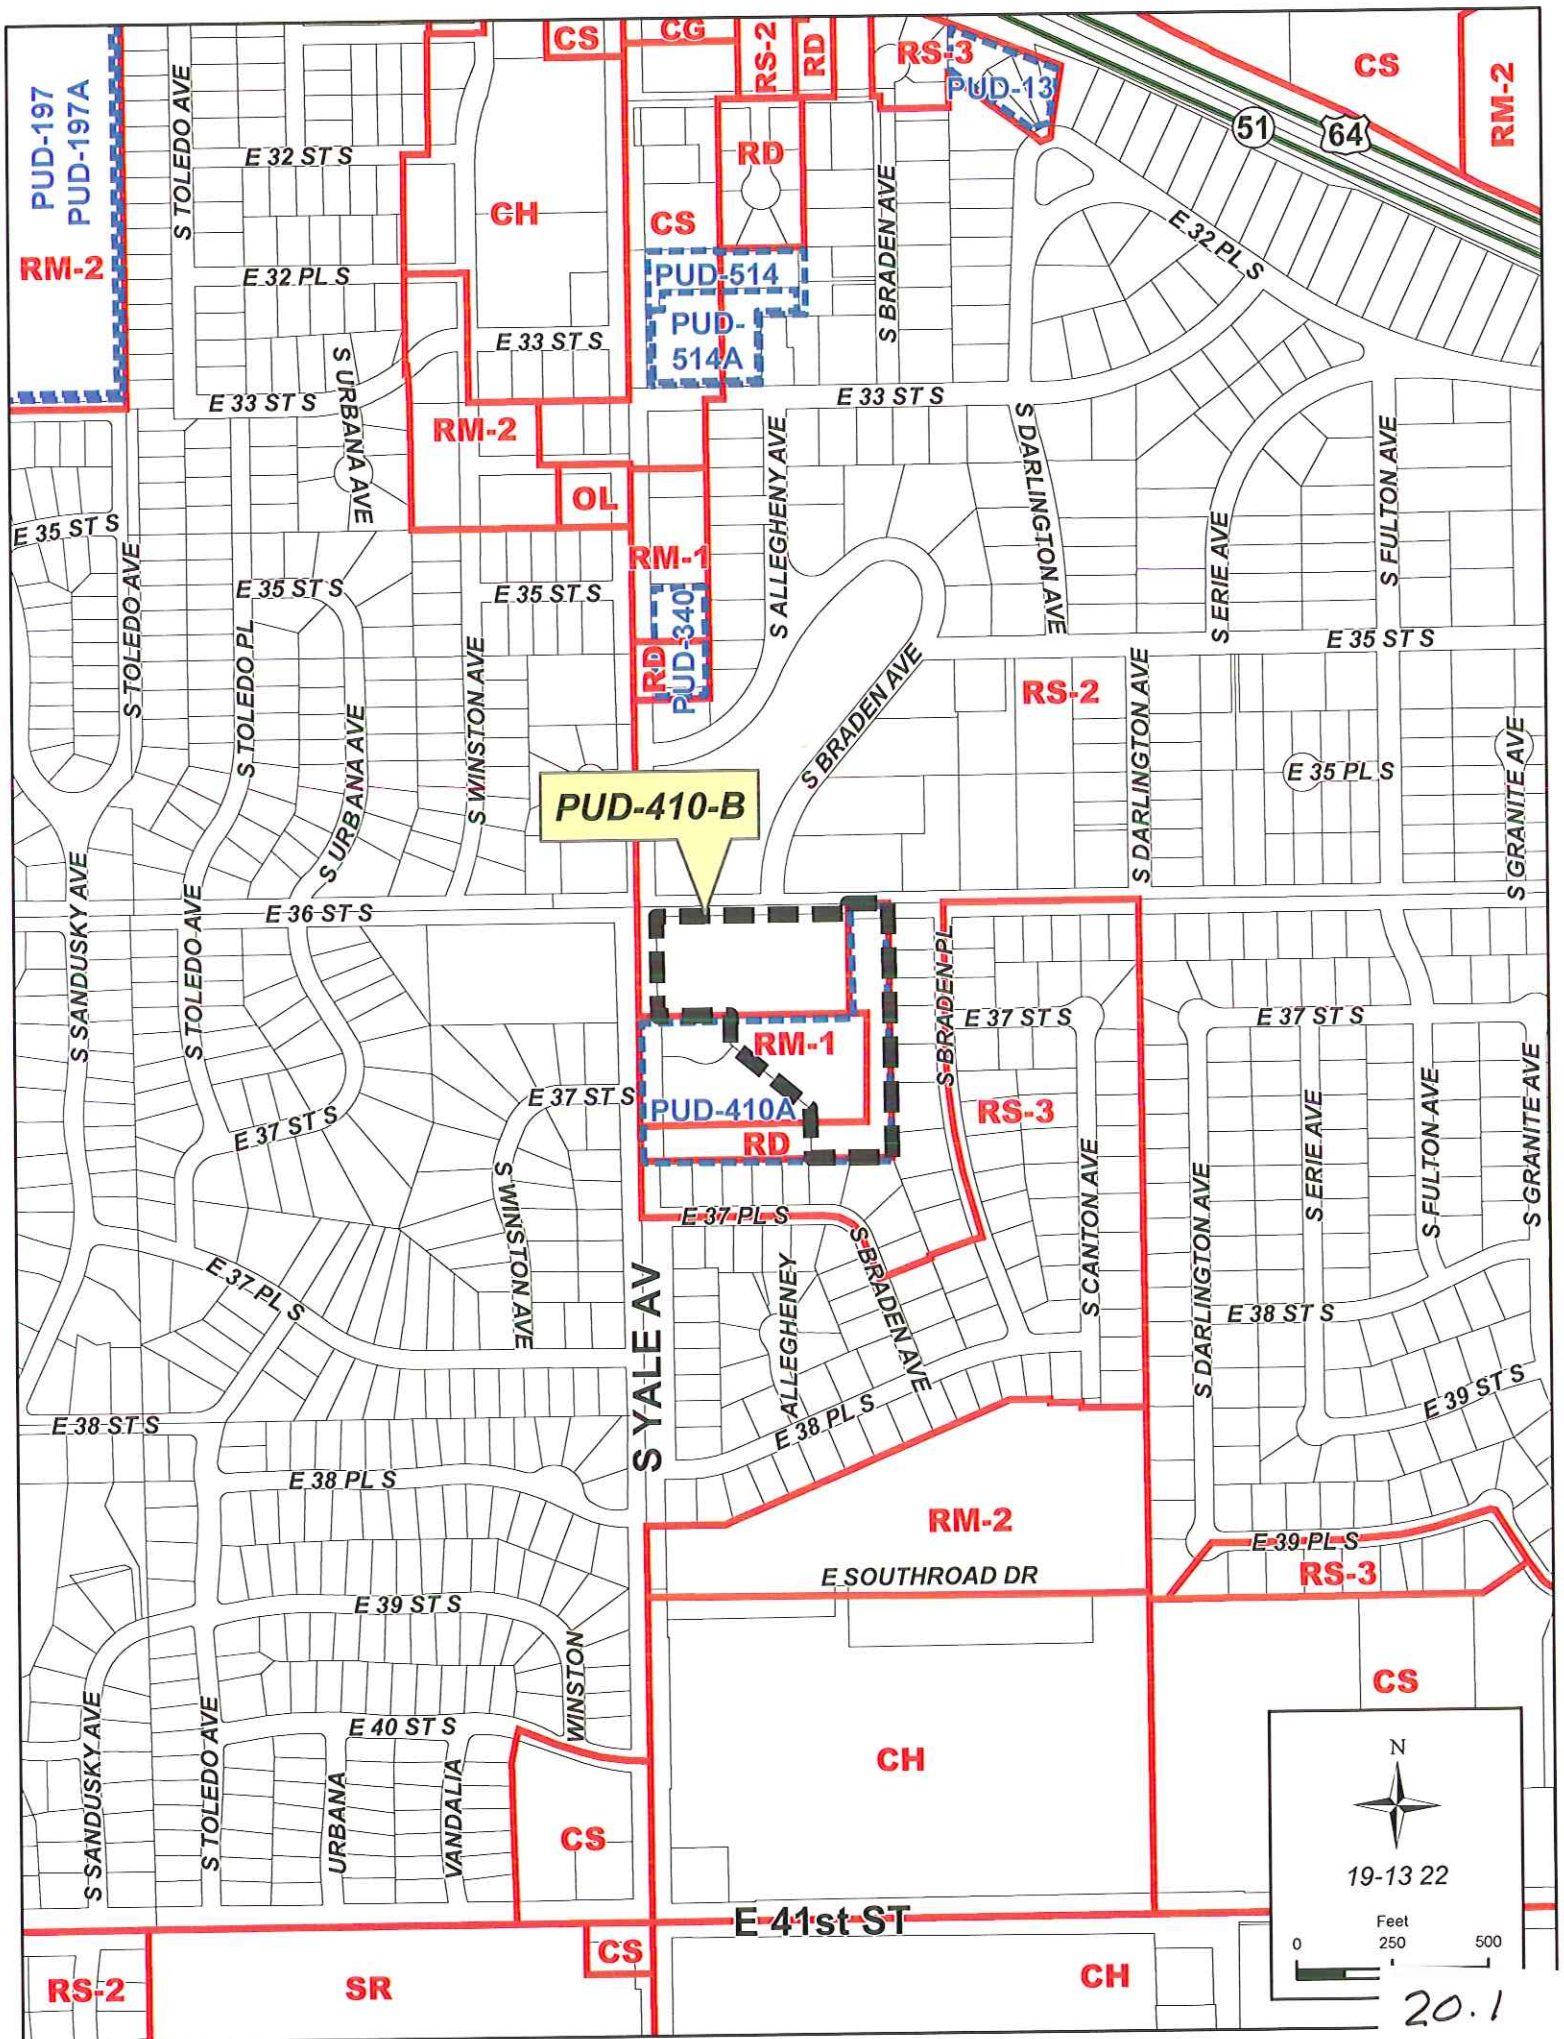 CS
CG
RS-2
RD
RS-3
PUD-13
CS
RM-2
PUD-197
PUD-197A
S TOLEDO AVE
51
64
E 32 ST S
RD
CH
CS
S BRADEN AVE
E 32 PL S
RM-2
E 32 PL S
PUD-514
PUD-
514A
E 33 ST S
S URBANA AVE
E 33 ST S
E 33 ST S
RM-2
S ALLEGHENY AVE
S DARLINGTON AVE
S FULTON AVE
OL
E 35 ST S
S ERIE AVE
RM-1
S TOLEDO AVE
E 35 ST S
E 35 ST S
PUD-340
RD
E 35 ST S
S TOLEDO PL
S WINSTON AVE
S BRADEN AVE
RS-2
S DARLINGTON AVE
S URBANA AVE
E 35 PL S
S GRANITE AVE
PUD-410-B
S SANDUSKY AVE
S TOLEDO AVE
E 36 ST S
S BRADEN PL
E 37 ST S
E 37 ST S
RM-1
E 37 ST S
PUD-410A
RS-3
S ERIE AVE
S FULTON AVE
S GRANITE AVE
E 37 ST S
RD
S WINSTON AVE
S CANTON AVE
S DARLINGTON AVE
E 37 PL S
S BRADEN AVE
E 37 PL S
S YALE AV
ALLEGHENEY
E 38 ST S
E 39 ST S
E 38 ST S
E 38 PL S
E 38 PL S
RM-2
E 39 PL S
RS-3
E SOUTHROAD DR
E 39 ST S
WINSTON
CS
S SANDUSKY AVE
S TOLEDO AVE
E 40 ST S
CH
URBANA
VANDALIA
CS
N
19-13 22
E 41st ST
Feet
0 250 500
CS
RS-2
SR
CH
20.1